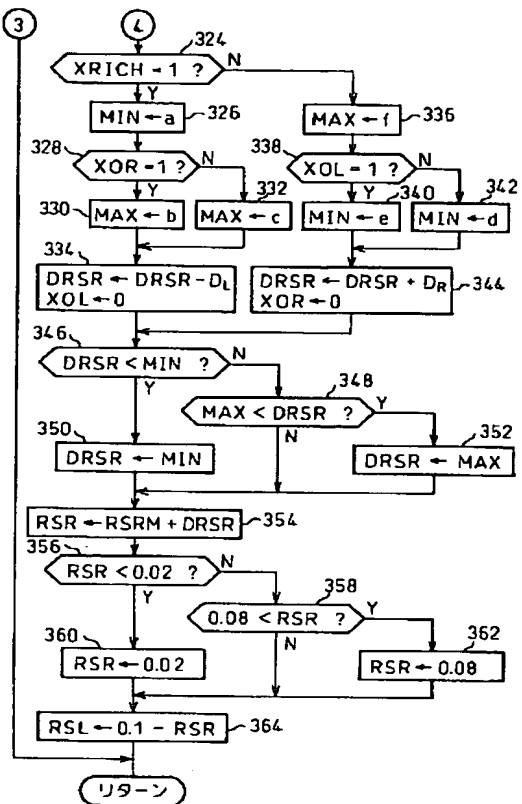 3
4
324
XRICH=1 ?
N
Y
MIN←a
326
MAX←f
336
328
XOR=1 ?
N
338
XOL=1 ?
N
Y
332
Y
340
342
330
MAX←b
MAX←c
MIN←e
MIN←d
334
DRSR←DRSR-DL
XOL←0
DRSR←DRSR+DR
XOR←0
344
346
DRSR<MIN ?
N
Y
348
MAX<DRSR ?
Y
N
350
DRSR←MIN
352
DRSR←MAX
RSR←RSRM+DRSR
354
356
RSR<0.02 ?
N
Y
358
0.08<RSR ?
Y
N
360
RSR←0.02
362
RSR←0.08
RSL←0.1-RSR
364
リターン